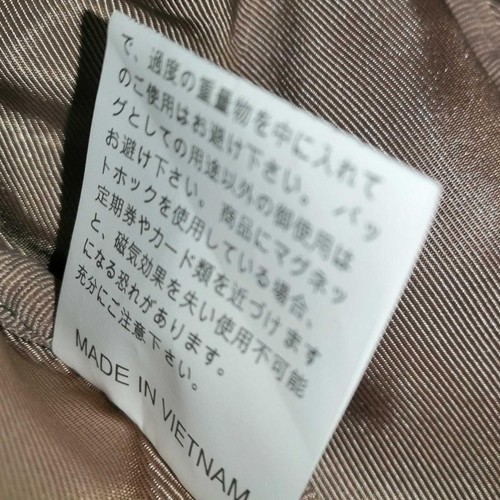 で、過度の重量物を中に入れて
のご使用はお避け下さい。 バッ
グとしての用途以外の御使用は
お避け下さい。商品にマグネッ
トホックを使用している場合、
定期券やカード類を近づけます
と、磁気効果を失い使用不可能
になる恐れがあります。
充分にご注意下さい。
MADE IN VIETNAM